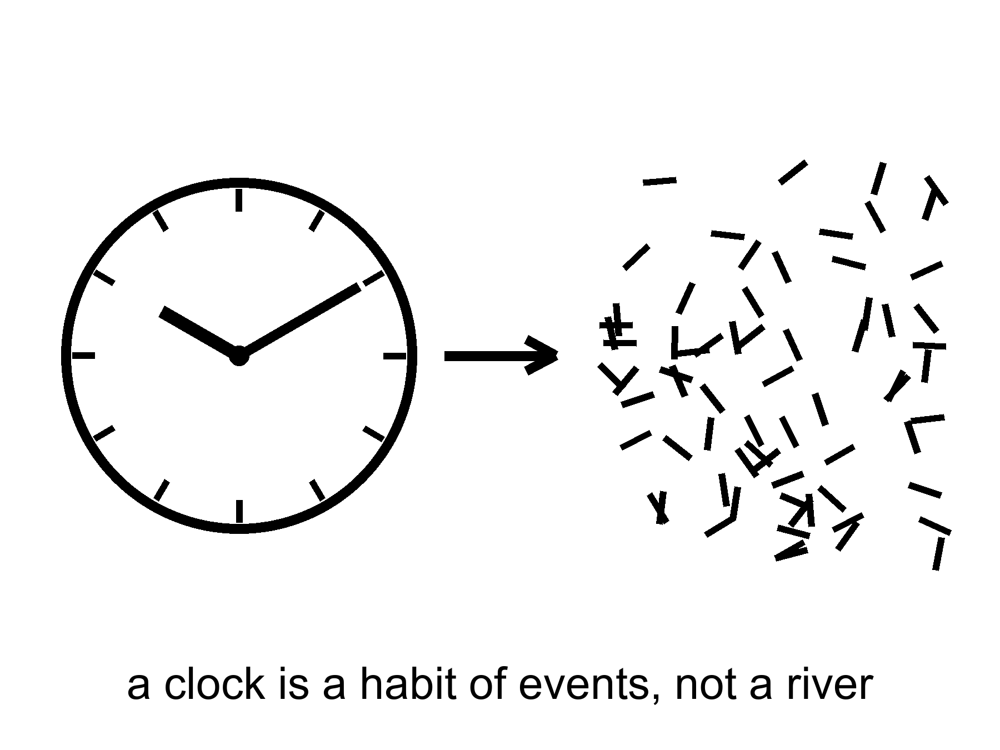 a clock is a habit of events, not a river